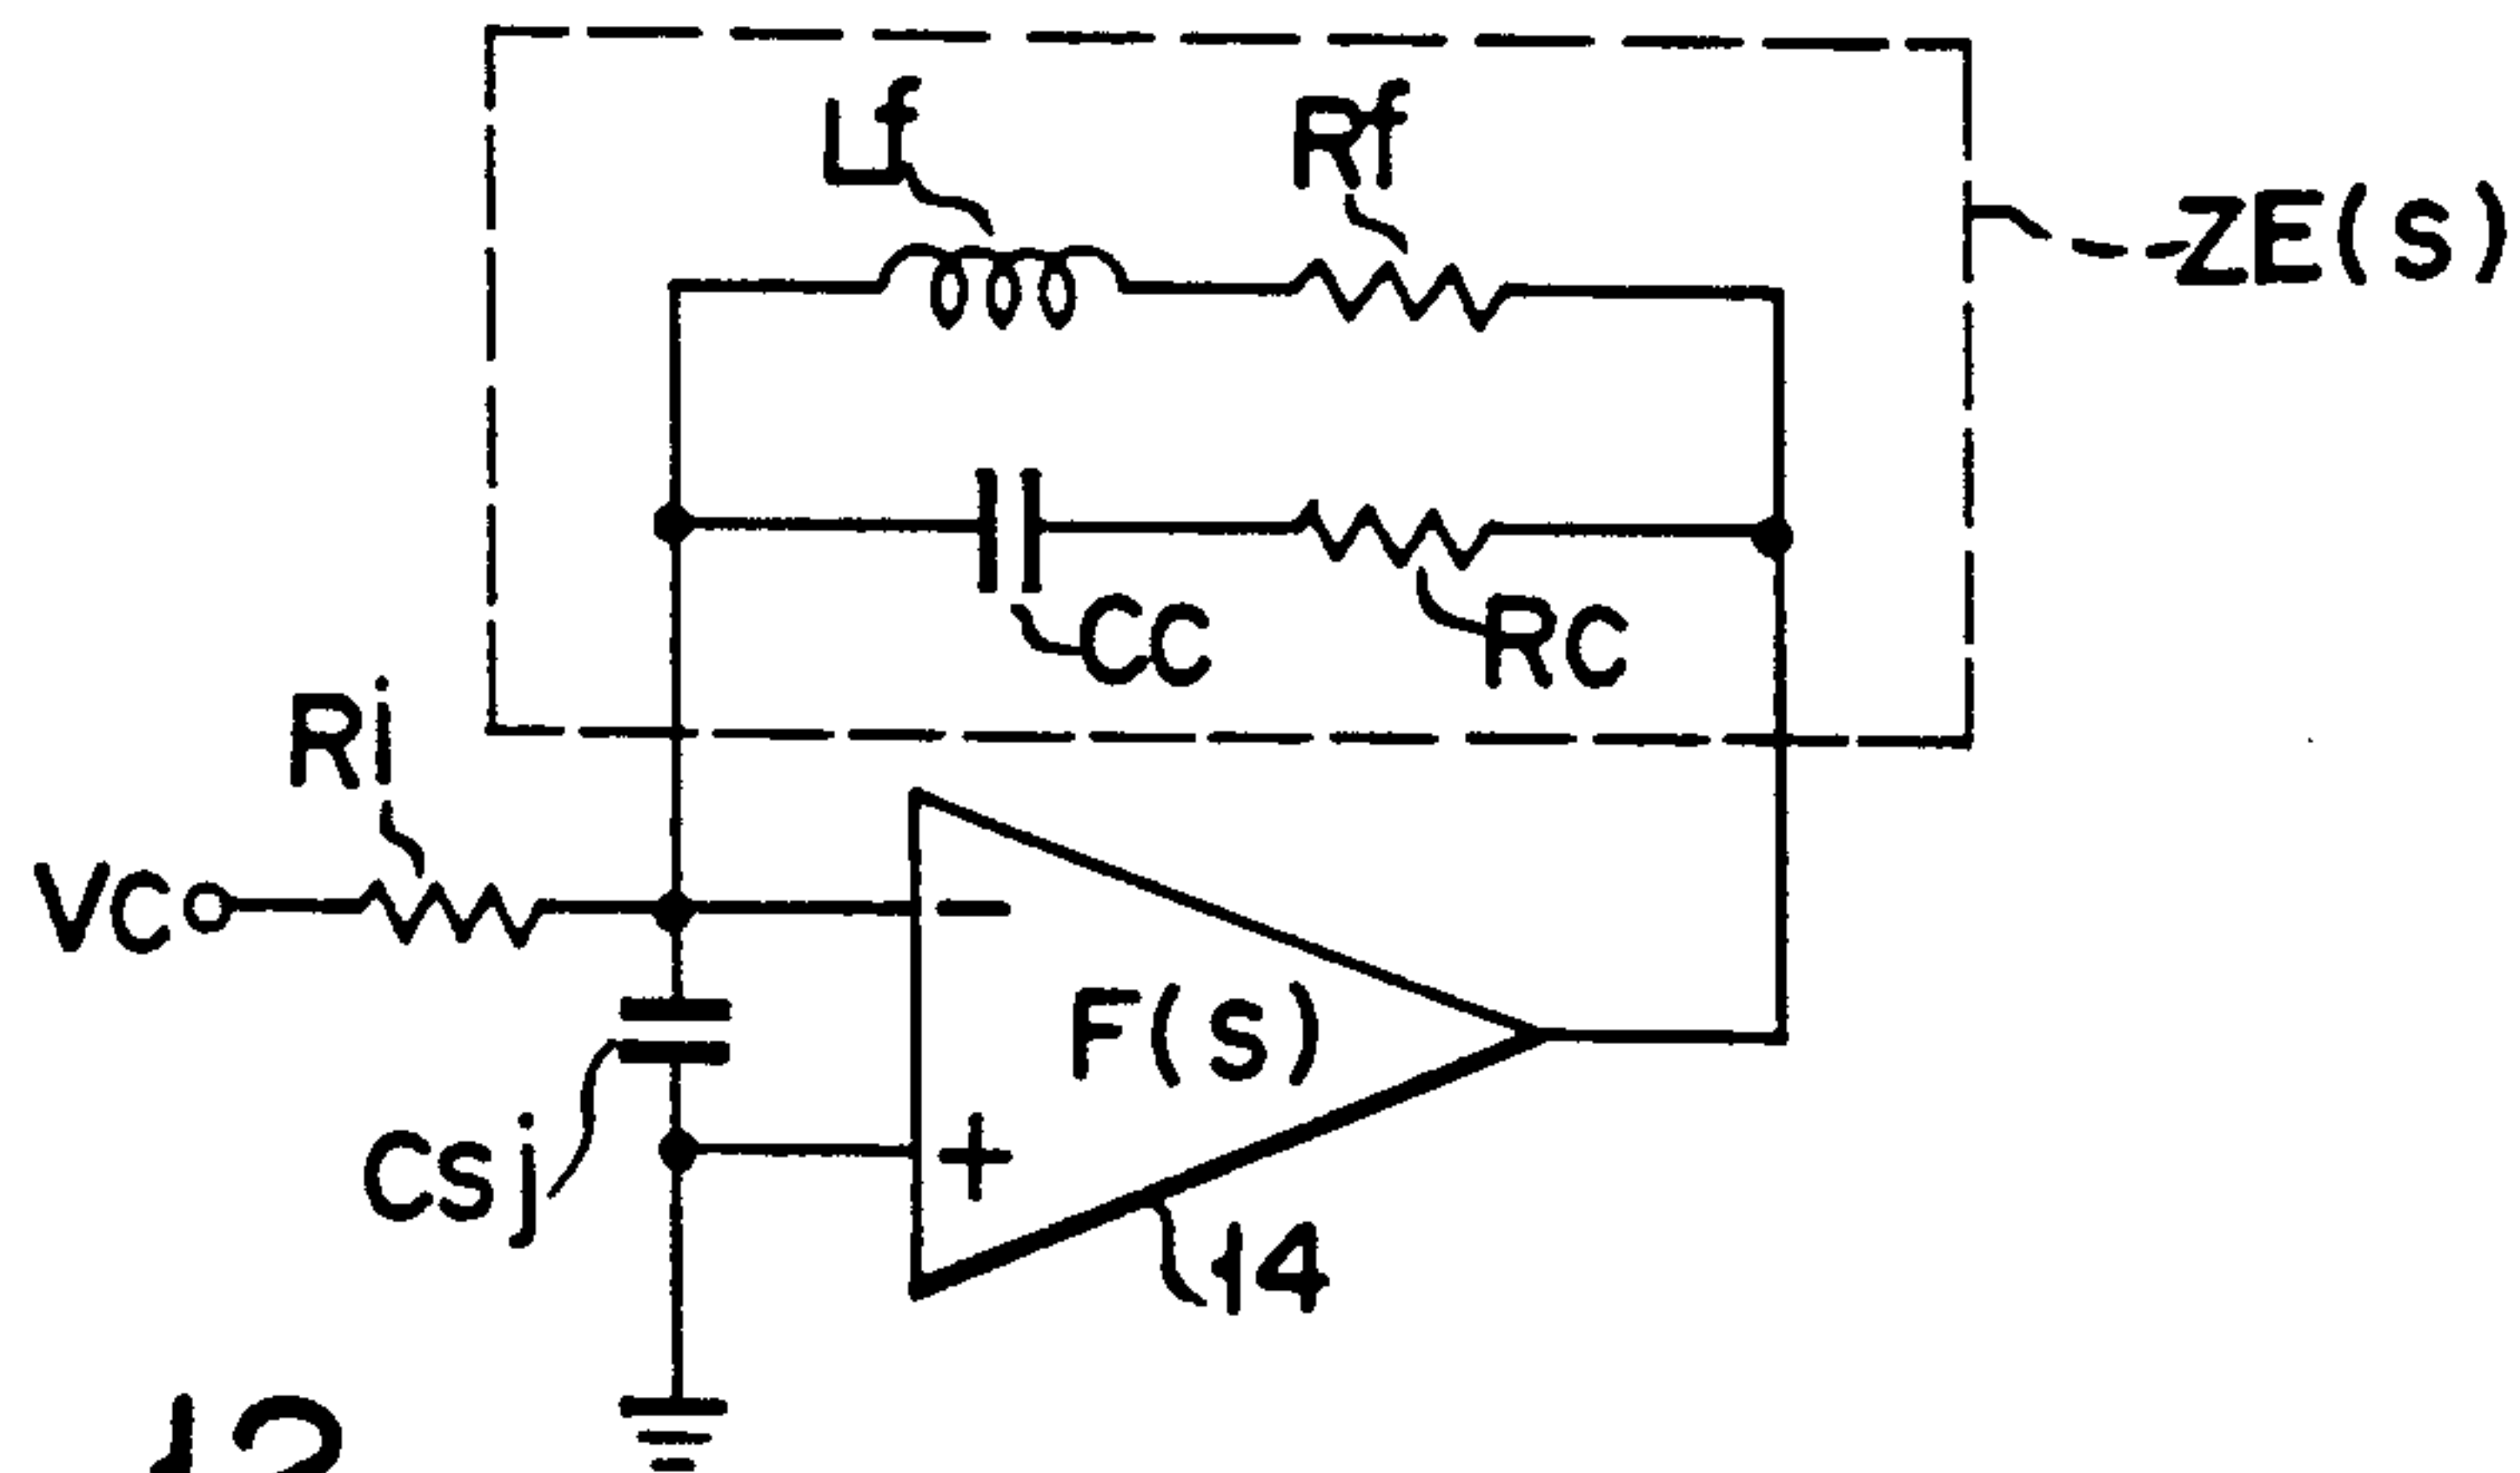 Lf
Rf
ZE(S)
CC
RC
Ri
VC
−
F(S)
+
CSj
14